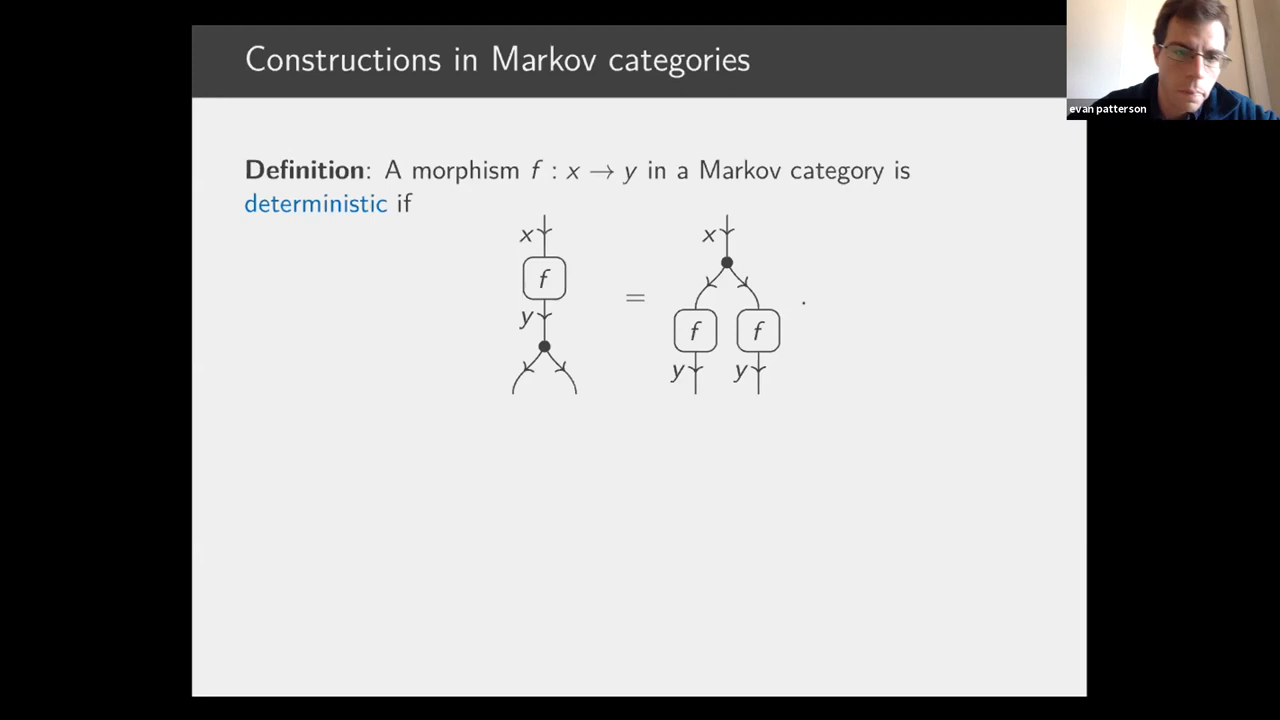 Constructions in Markov categories
evan patterson
Definition: A morphism f : x → y in a Markov category is
deterministic if
x
f
y
=
x
f
f
y
y
.